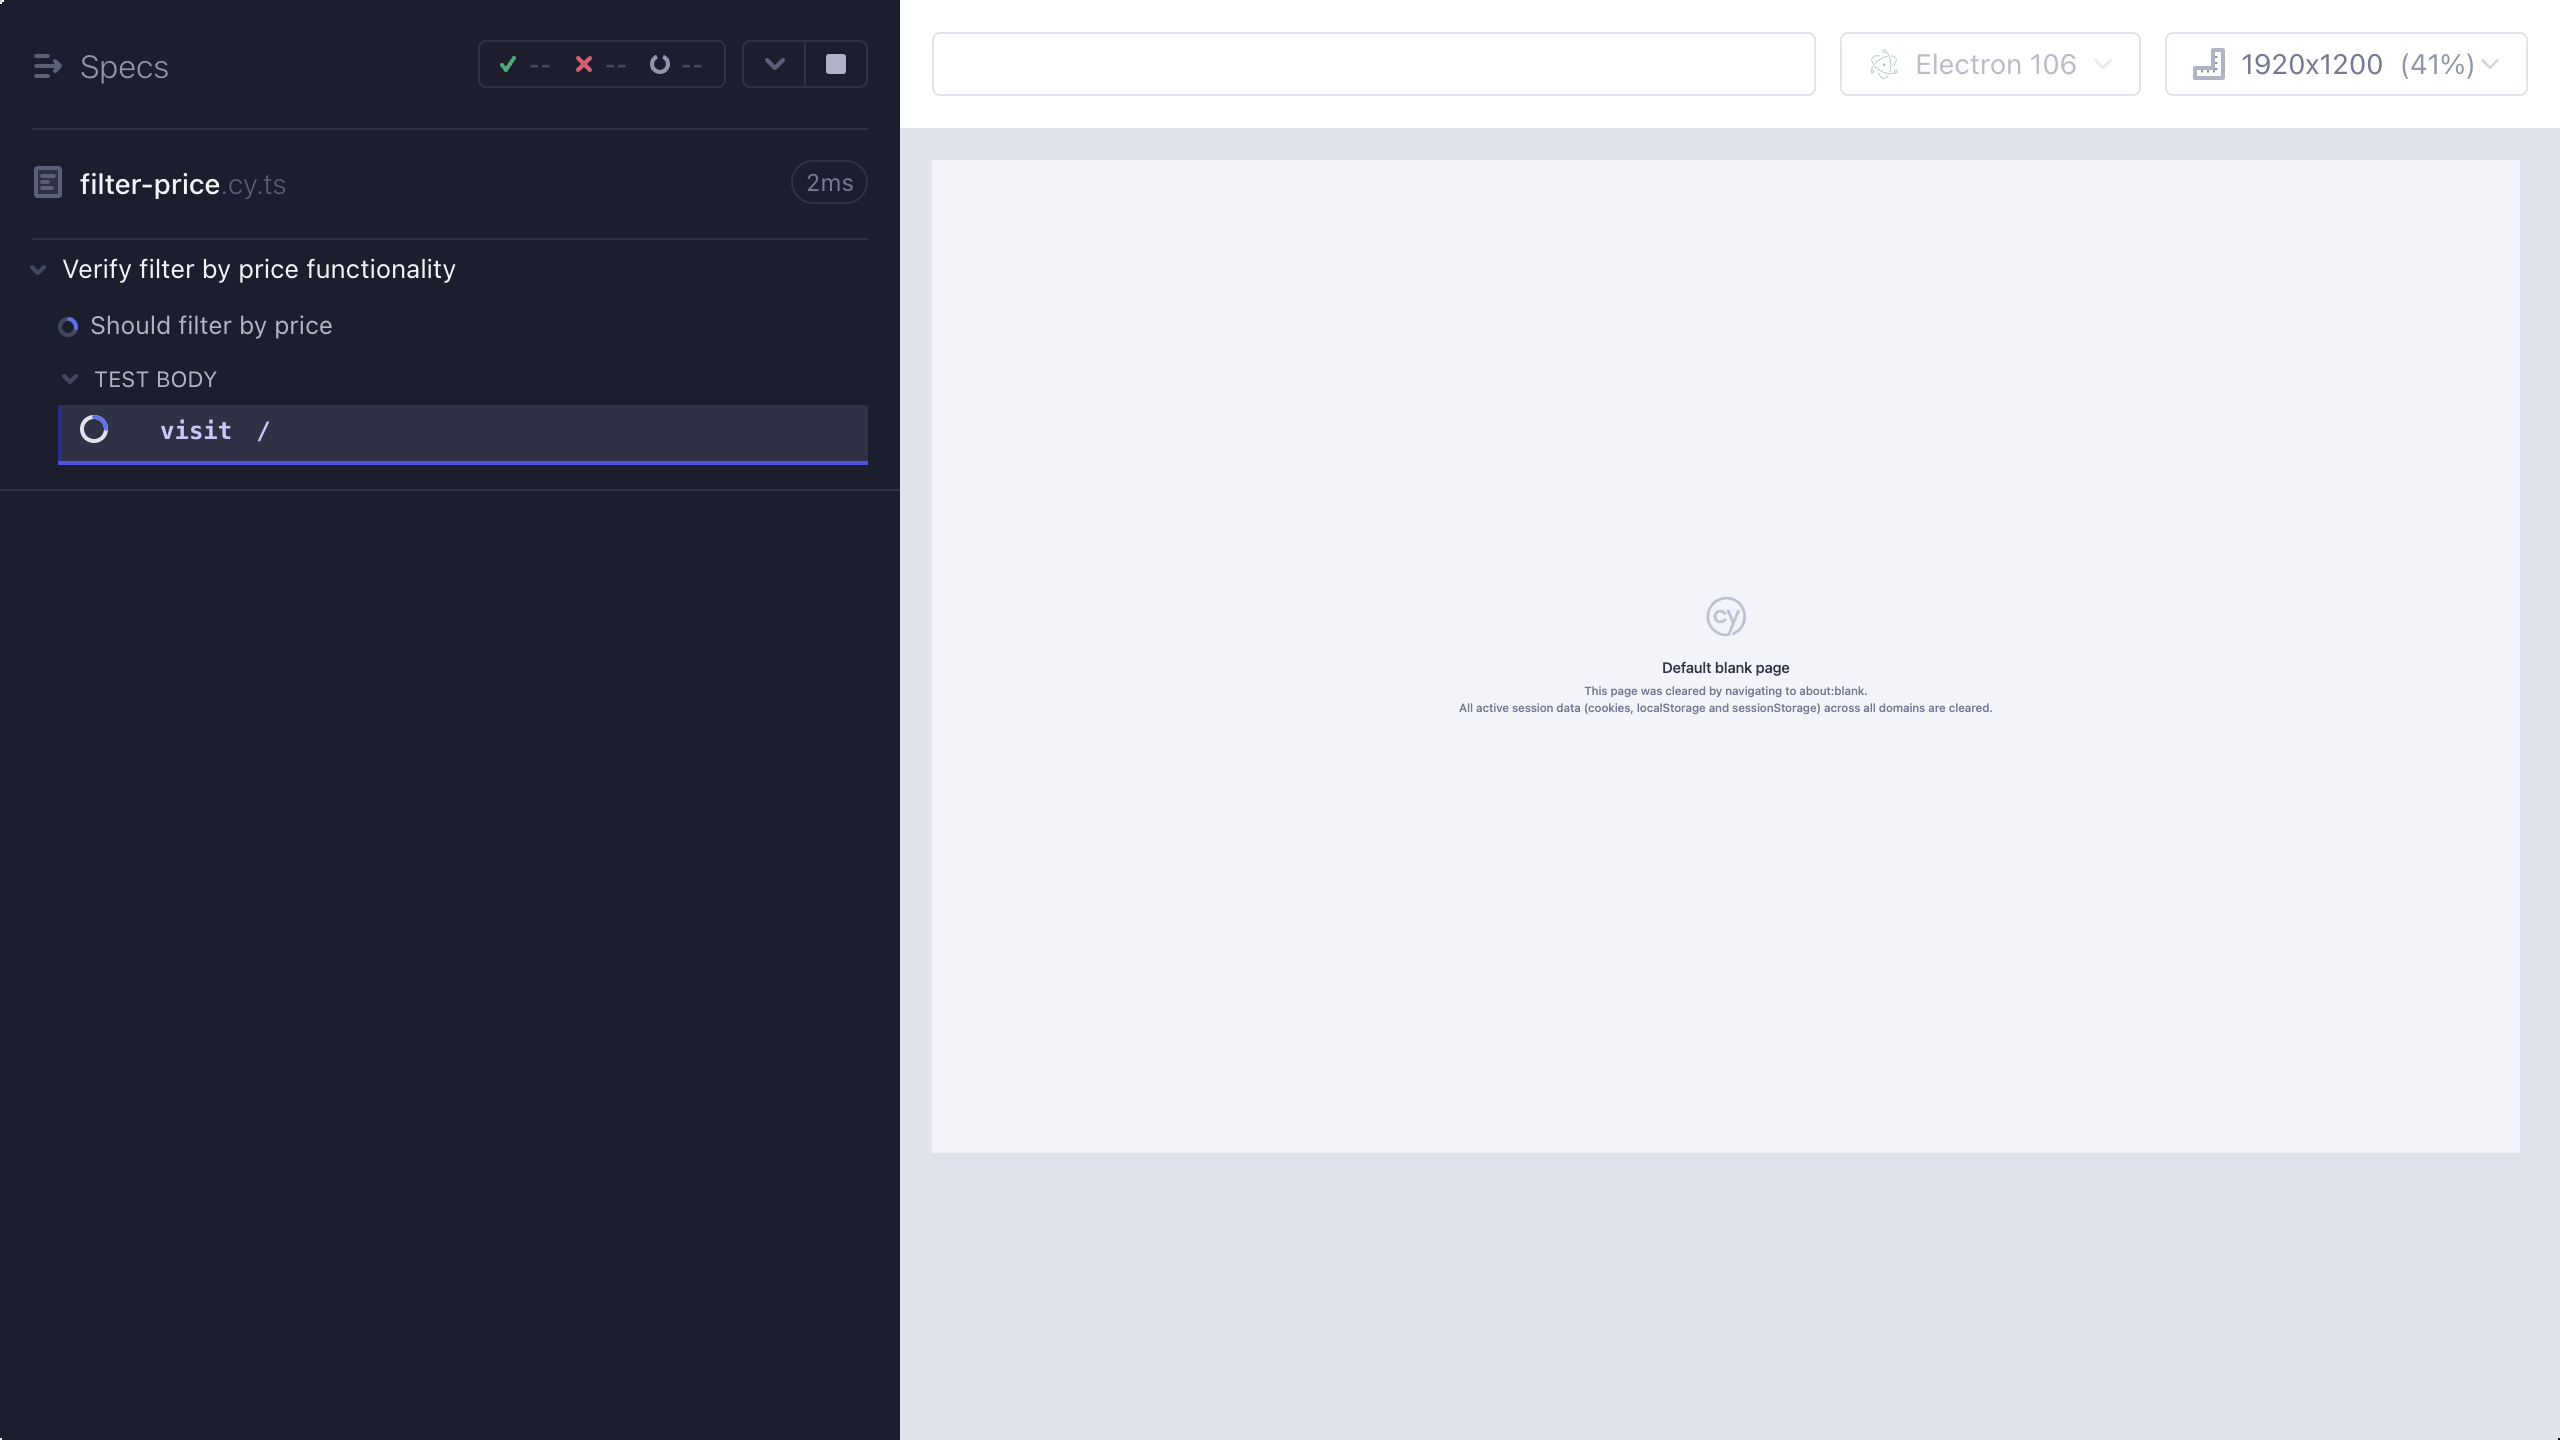 Specs
-- -- --
filter-price.cy.ts
2ms
Verify filter by price functionality
Should filter by price
TEST BODY
visit /
Electron 106
1920x1200 (41%)
cy
Default blank page
This page was cleared by navigating to about:blank.
All active session data (cookies, localStorage and sessionStorage) across all domains are cleared.